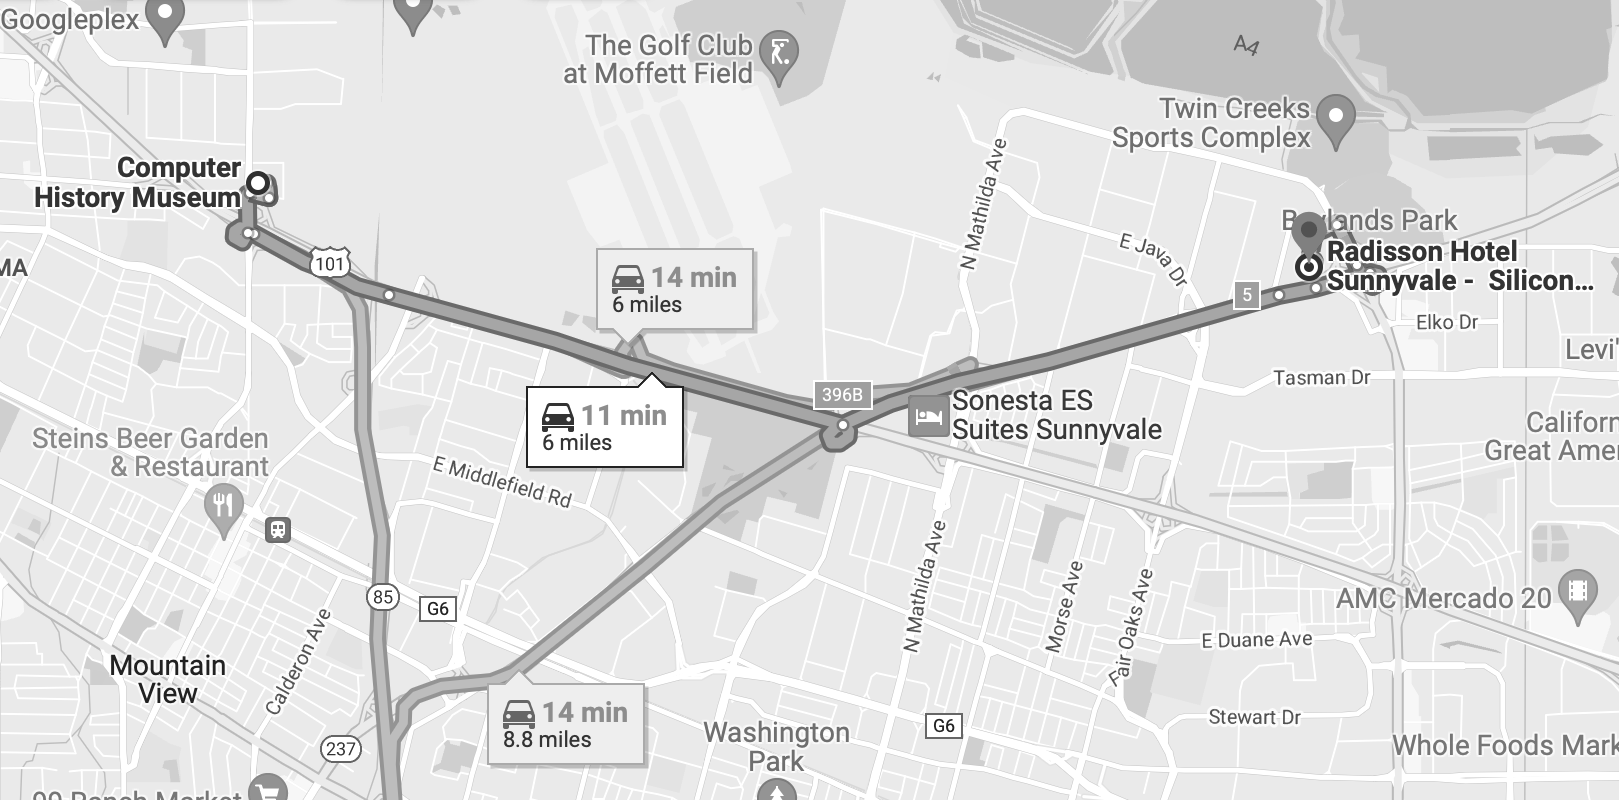 Googleplex
The Golf Club
at Moffett Field
A4
Twin Creeks
Sports Complex
Computer
History Museum
N Mathilda Ave
Baylands Park
E Java Dr
Radisson Hotel
Sunnyvale - Silicon...
MA
101
14 min
6 miles
5
Elko Dr
Levi'
Tasman Dr
396B
11 min
6 miles
Sonesta ES
Suites Sunnyvale
Californ
Great Amer
Steins Beer Garden
& Restaurant
E Middlefield Rd
N Mathilda Ave
Morse Ave
Fair Oaks Ave
85
G6
AMC Mercado 20
E Duane Ave
Mountain
View
Calderon Ave
14 min
8.8 miles
237
Washington
Park
G6
Stewart Dr
Whole Foods Mark
99 Ranch Market